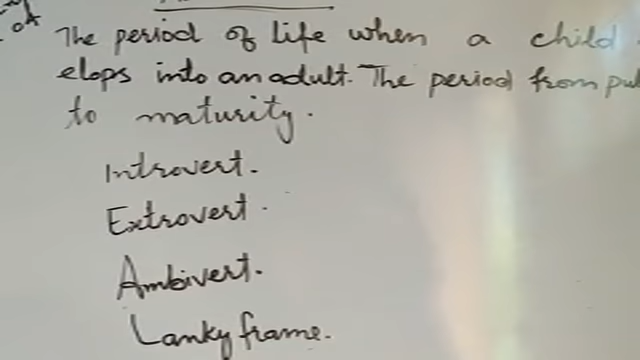 The period of life when a child
elops into an adult. The period from pu
to maturity.
Introvert.
Extrovert.
Ambivert.
Lanky frame.